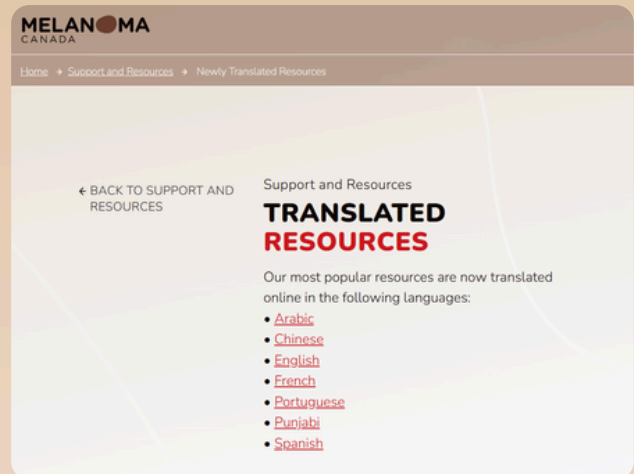 MELANOMA
CANADA
Home → Support and Resources → Newly Translated Resources
← BACK TO SUPPORT AND
RESOURCES
Support and Resources
TRANSLATED
RESOURCES
Our most popular resources are now translated
online in the following languages:
• Arabic
• Chinese
• English
• French
• Portuguese
• Punjabi
• Spanish